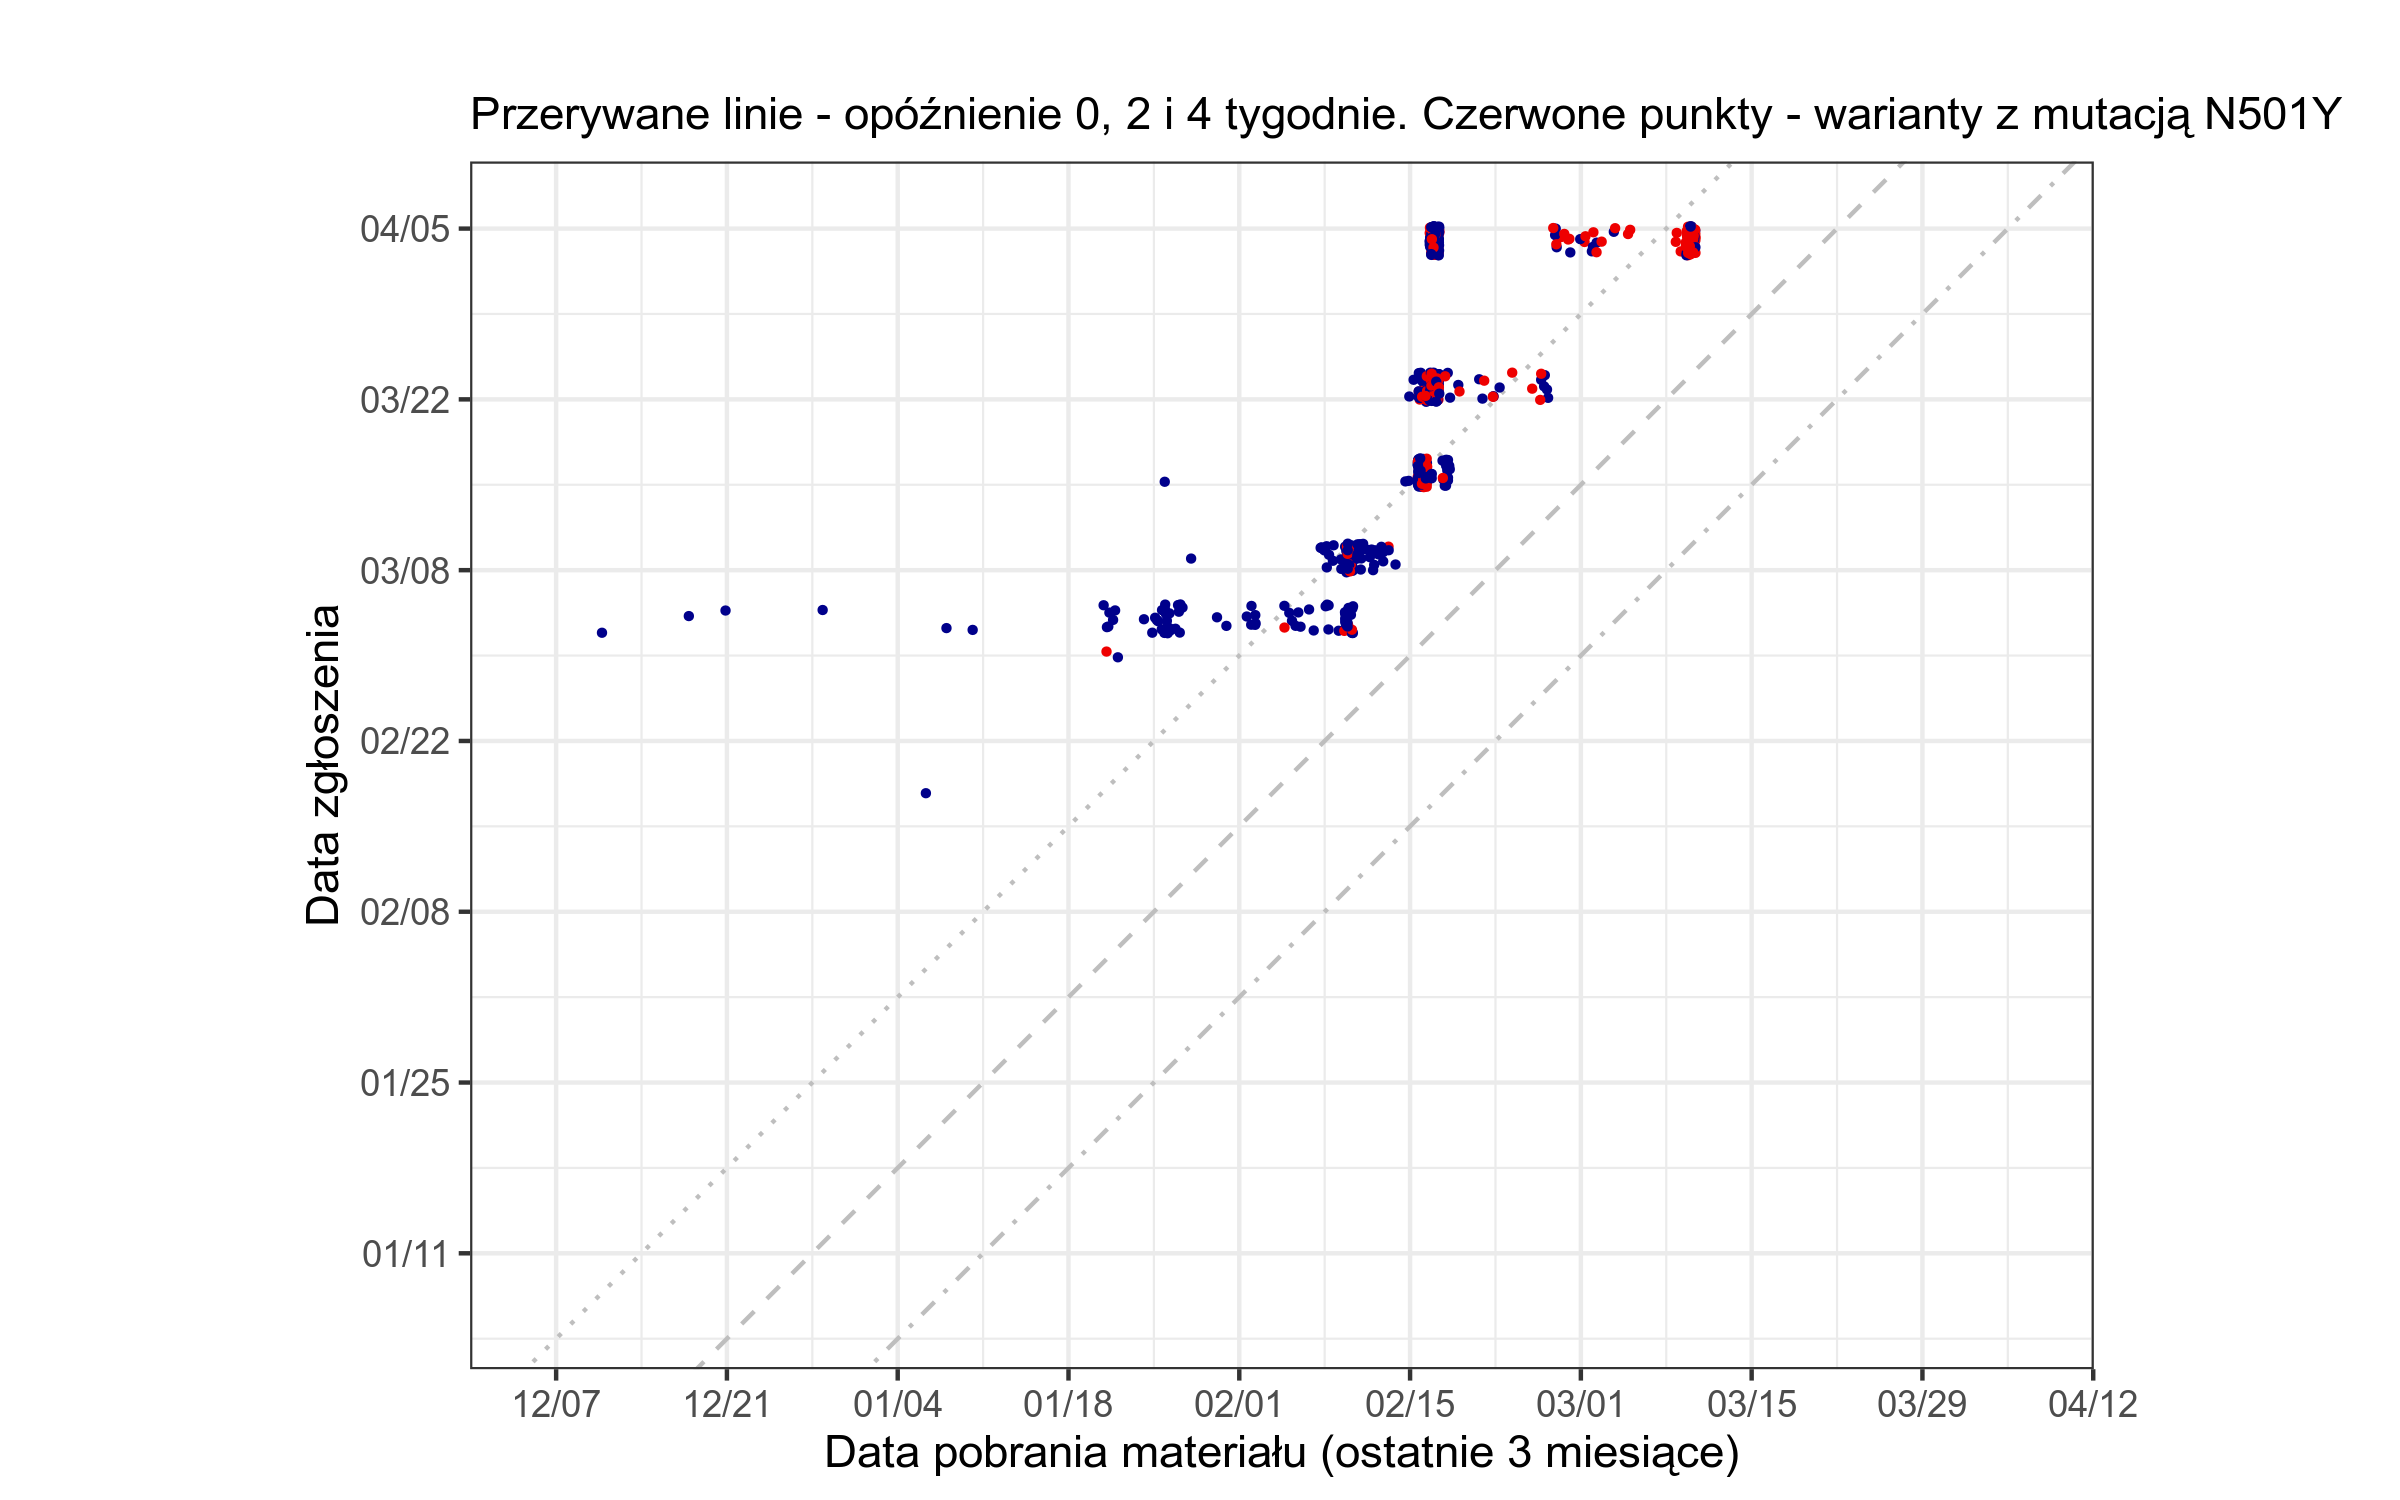 Przerywane linie - opóźnienie 0, 2 i 4 tygodnie. Czerwone punkty - warianty z mutacją N501Y
Data zgłoszenia
04/05
03/22
03/08
02/22
02/08
01/25
01/11
12/07 12/21 01/04 01/18 02/01 02/15 03/01 03/15 03/29 04/12
Data pobrania materiału (ostatnie 3 miesiące)